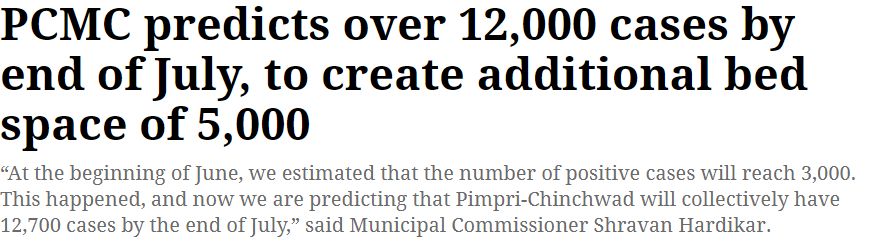 PCMC predicts over 12,000 cases by
end of July, to create additional bed
space of 5,000
“At the beginning of June, we estimated that the number of positive cases will reach 3,000.
This happened, and now we are predicting that Pimpri-Chinchwad will collectively have
12,700 cases by the end of July,” said Municipal Commissioner Shravan Hardikar.